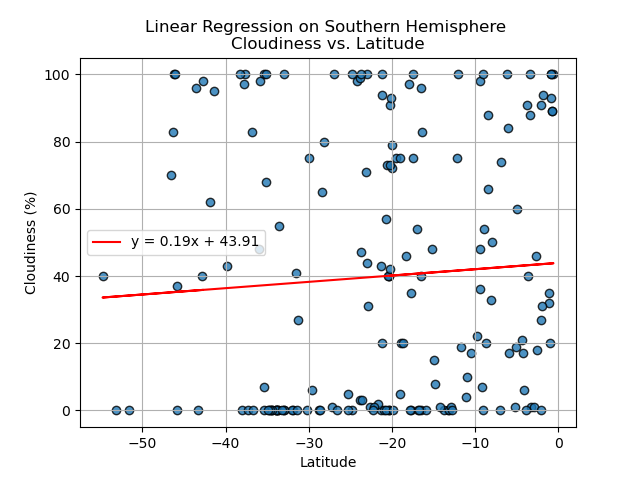 Linear Regression on Southern Hemisphere
Cloudiness vs. Latitude
100
80
60
40
20
0
Cloudiness (%)
y = 0.19x + 43.91
−50
−40
−30
−20
−10
0
Latitude